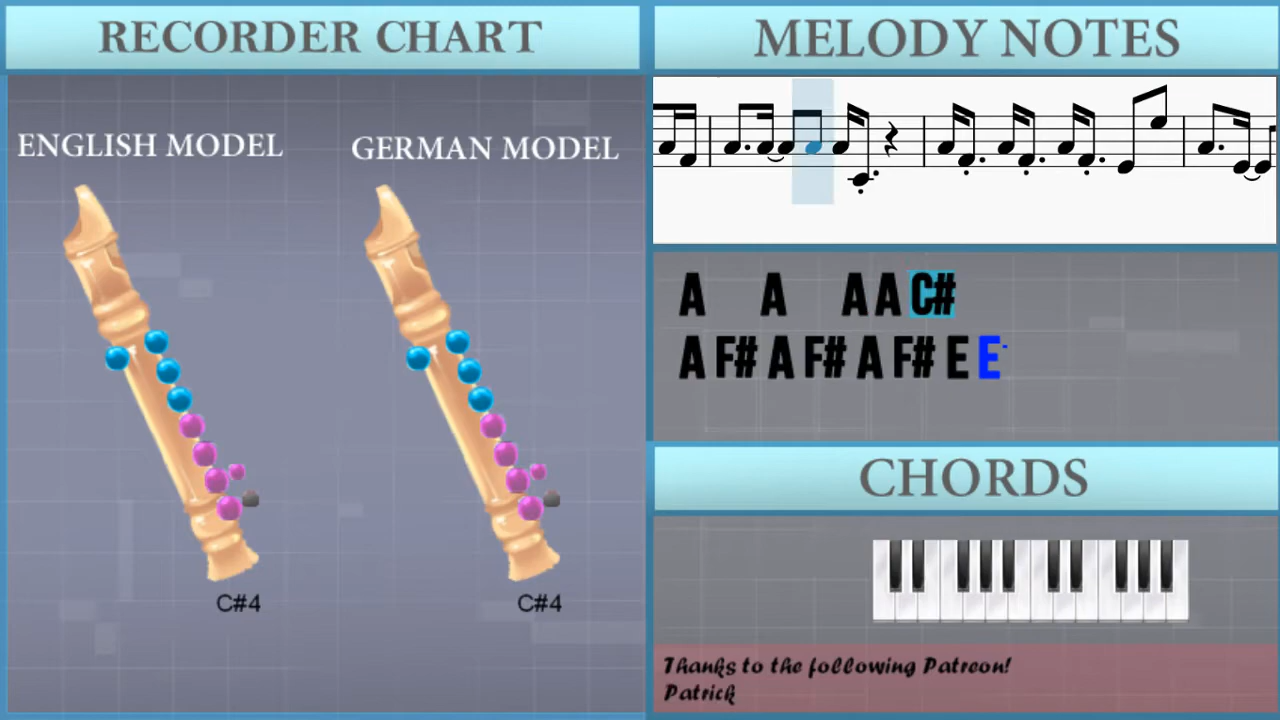 RECORDER CHART
ENGLISH MODEL
GERMAN MODEL
C#4
C#4
MELODY NOTES
A A A A C#
A F# A F# A F# E E
CHORDS
Thanks to the following Patreon!
Patrick